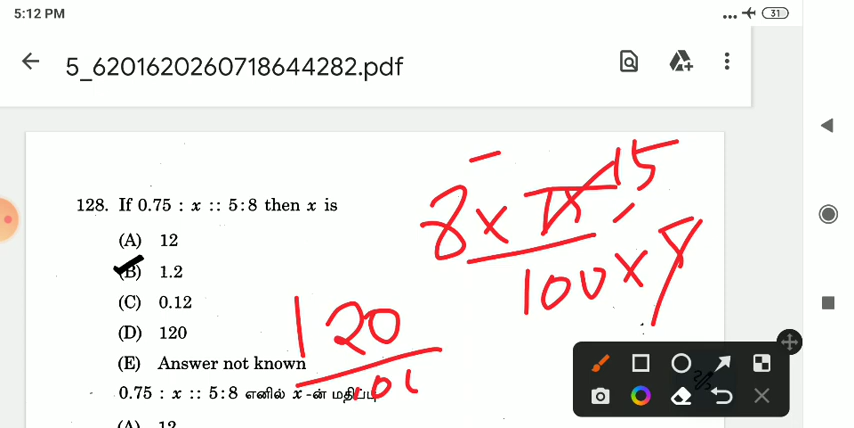 5:12 PM
31
5_6201620260718644282.pdf
128. If 0.75 : x :: 5:8 then x is
(A) 12
(B) 1.2
(C) 0.12
(D) 120
(E) Answer not known
0.75 : x :: 5:8 எனில் x -ன் மதிப்பு
(A) 12
8 × 75 15
100 × 5
120
100